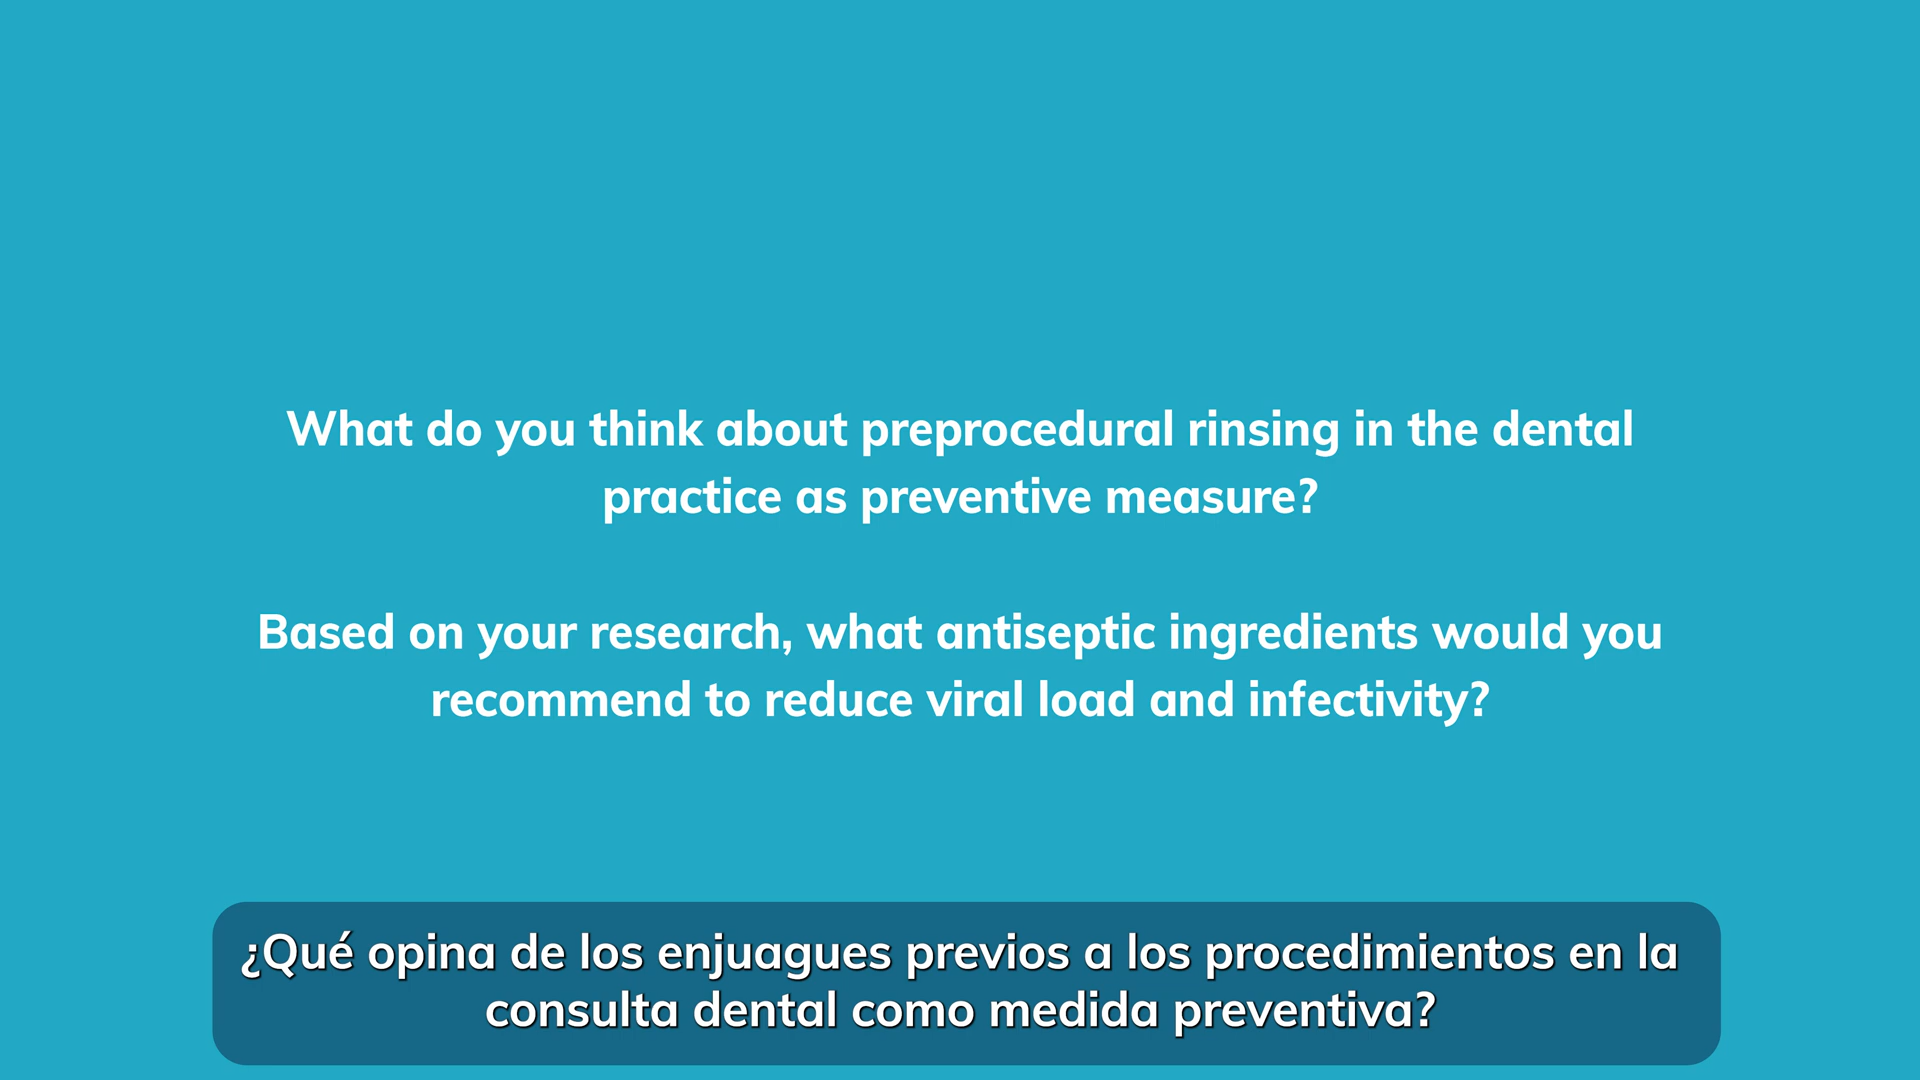 What do you think about preprocedural rinsing in the dental
practice as preventive measure?
Based on your research, what antiseptic ingredients would you
recommend to reduce viral load and infectivity?
¿Qué opina de los enjuagues previos a los procedimientos en la
consulta dental como medida preventiva?